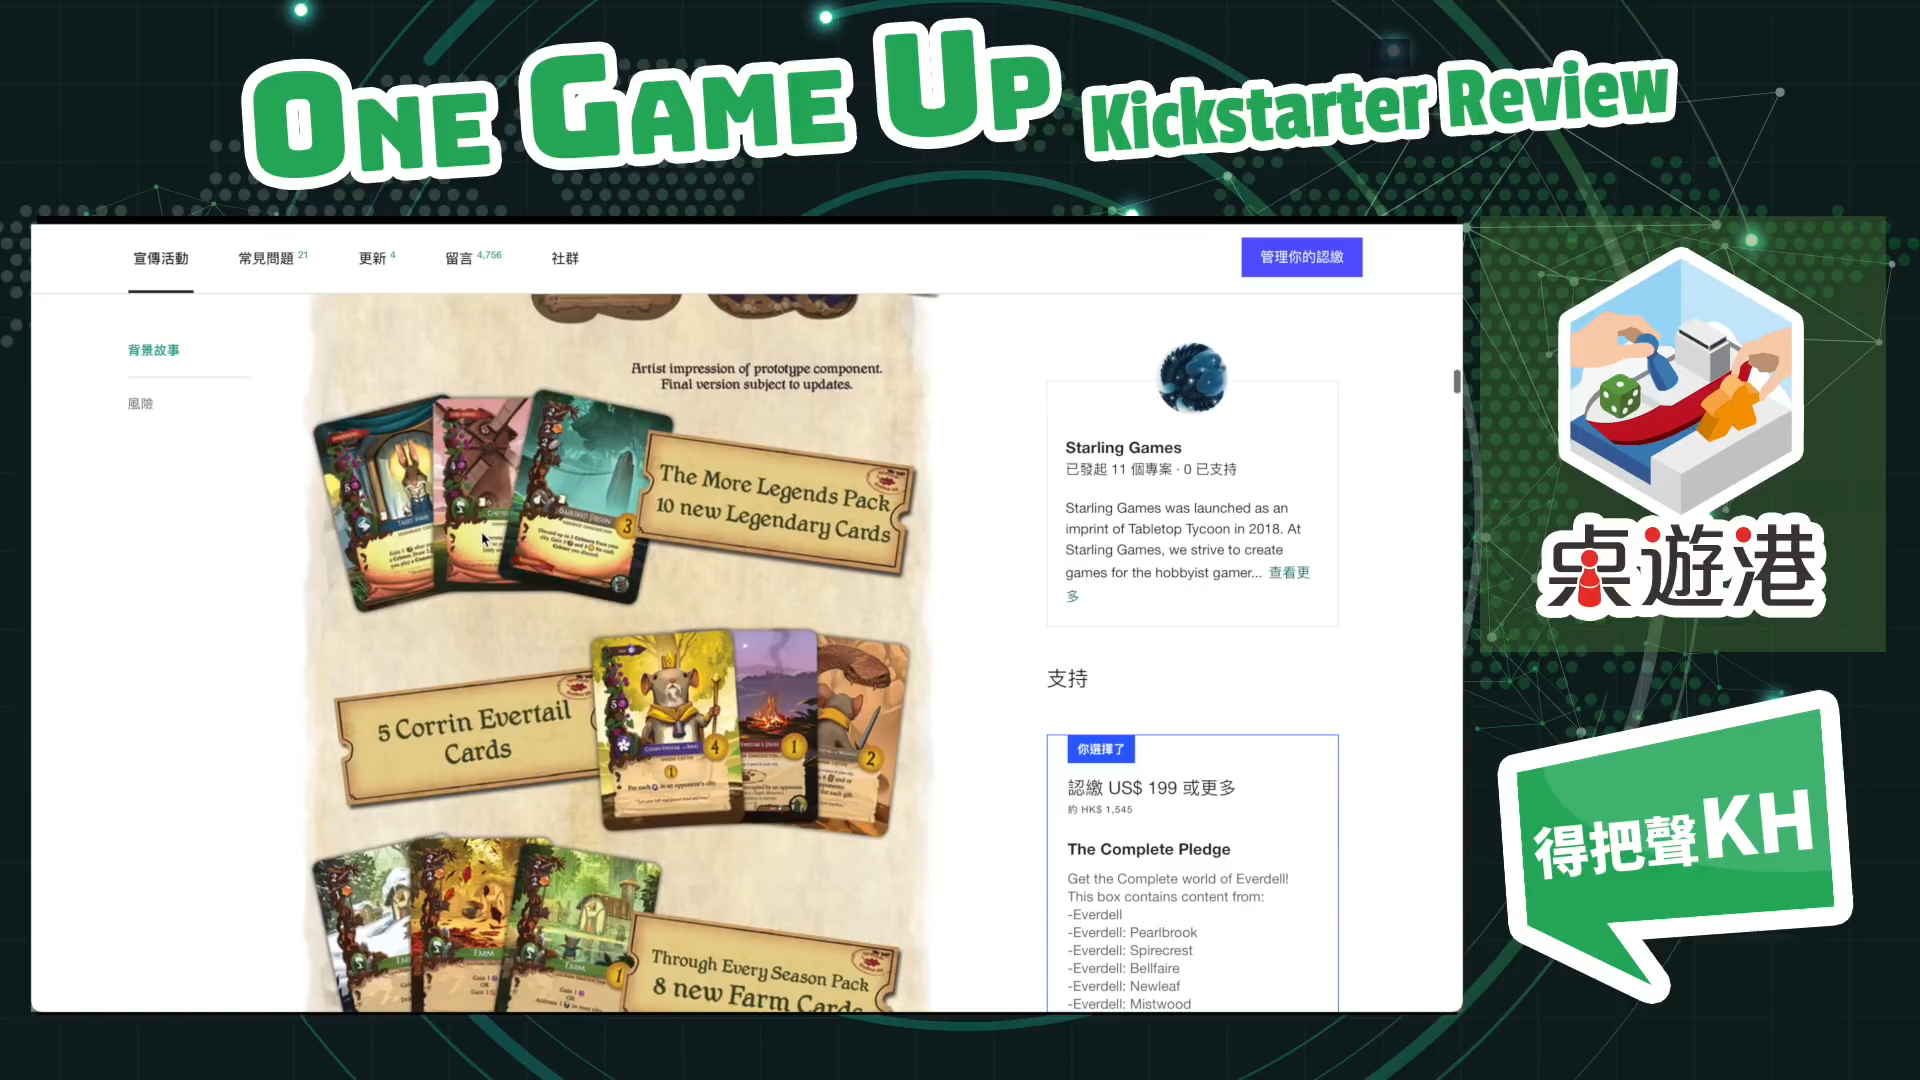 ONE GAME UP Kickstarter Review
宣傳活動
常見問題 21
更新 4
留言 4,756
社群
管理你的認繳
背景故事
風險
Artist impression of prototype component.
Final version subject to updates.
The More Legends Pack
10 new Legendary Cards
3
5 Corrin Evertail
Cards
4
1
2
Through Every Season Pack
8 new Farm Cards
FARM
FARM
1
Starling Games
已發起 11 個專案 · 0 已支持
Starling Games was launched as an
imprint of Tabletop Tycoon in 2018. At
Starling Games, we strive to create
games for the hobbyist gamer... 查看更
多
支持
你選擇了
認繳 US$ 199 或更多
約 HK$ 1,545
The Complete Pledge
Get the Complete world of Everdell!
This box contains content from:
-Everdell
-Everdell: Pearlbrook
-Everdell: Spirecrest
-Everdell: Bellfaire
-Everdell: Newleaf
-Everdell: Mistwood
桌遊港
得把聲KH